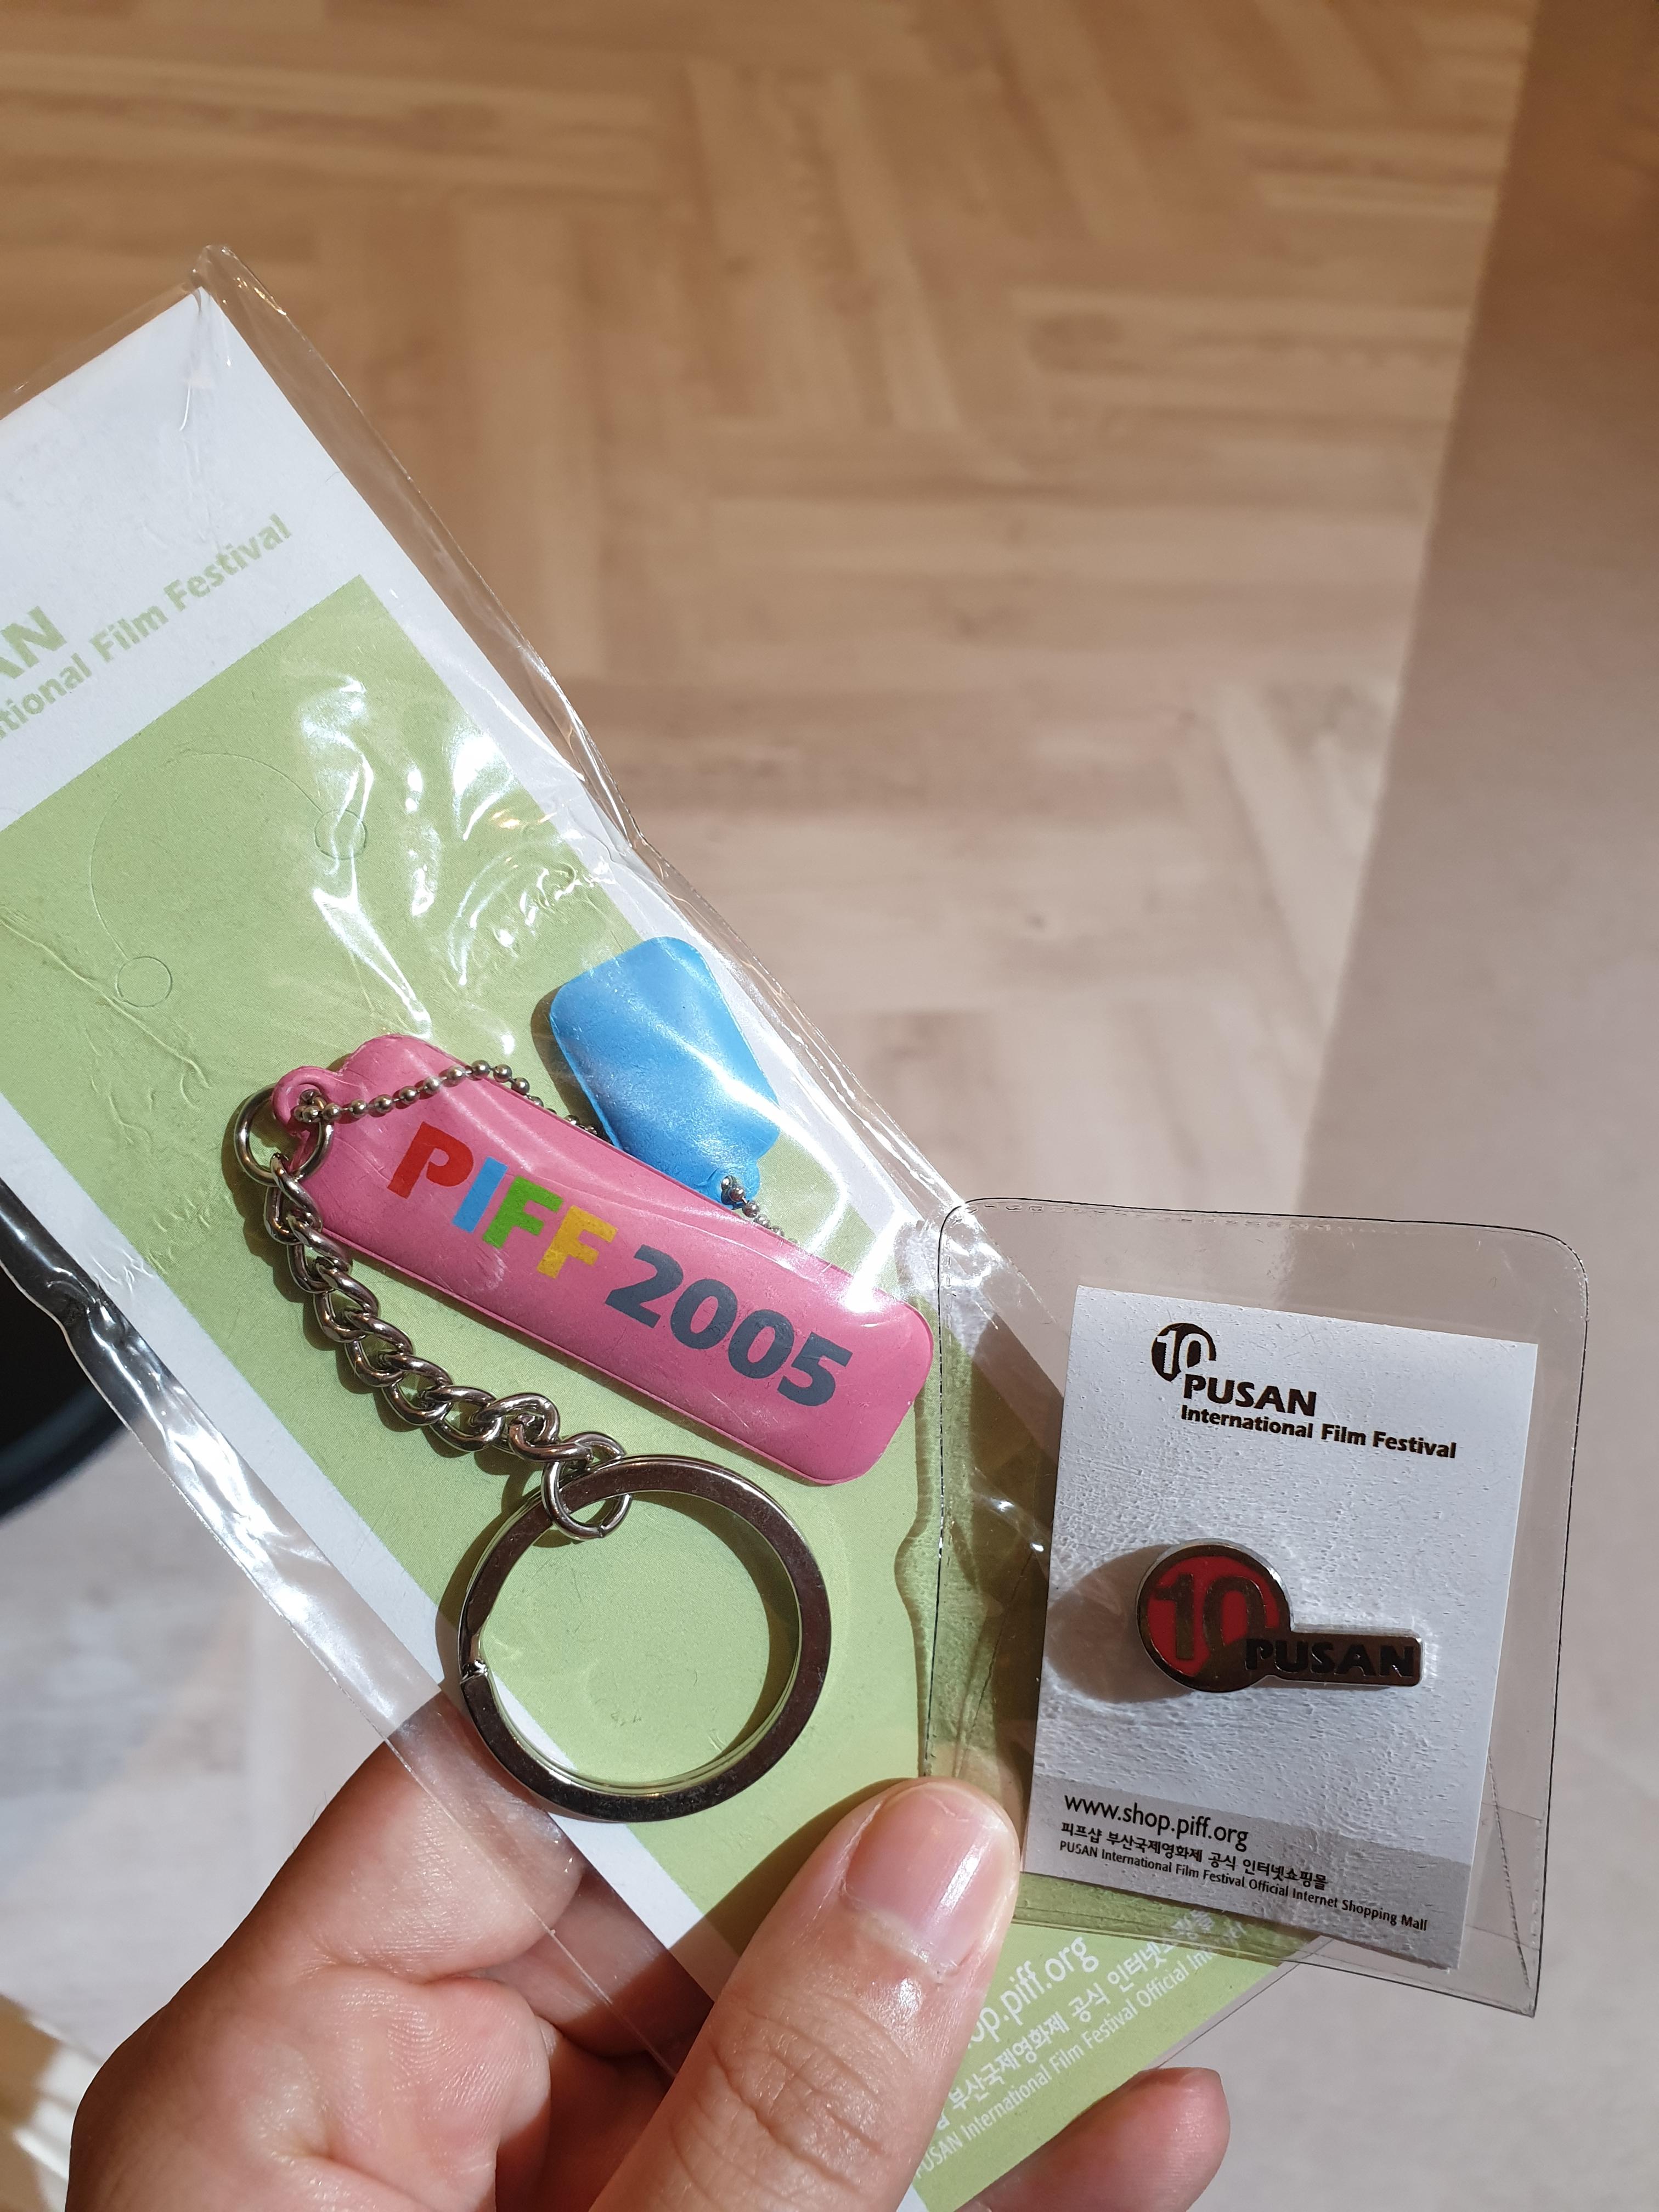 International Film Festival
PIFF 2005
10
PUSAN
International Film Festival
10
PUSAN
www.shop.piff.org
피프샵 부산국제영화제 공식 인터넷쇼핑몰
PUSAN International Film Festival Official Internet Shopping Mall
piff.org
부산국제영화제 공식 인터넷쇼핑몰
PUSAN International Film Festival Official